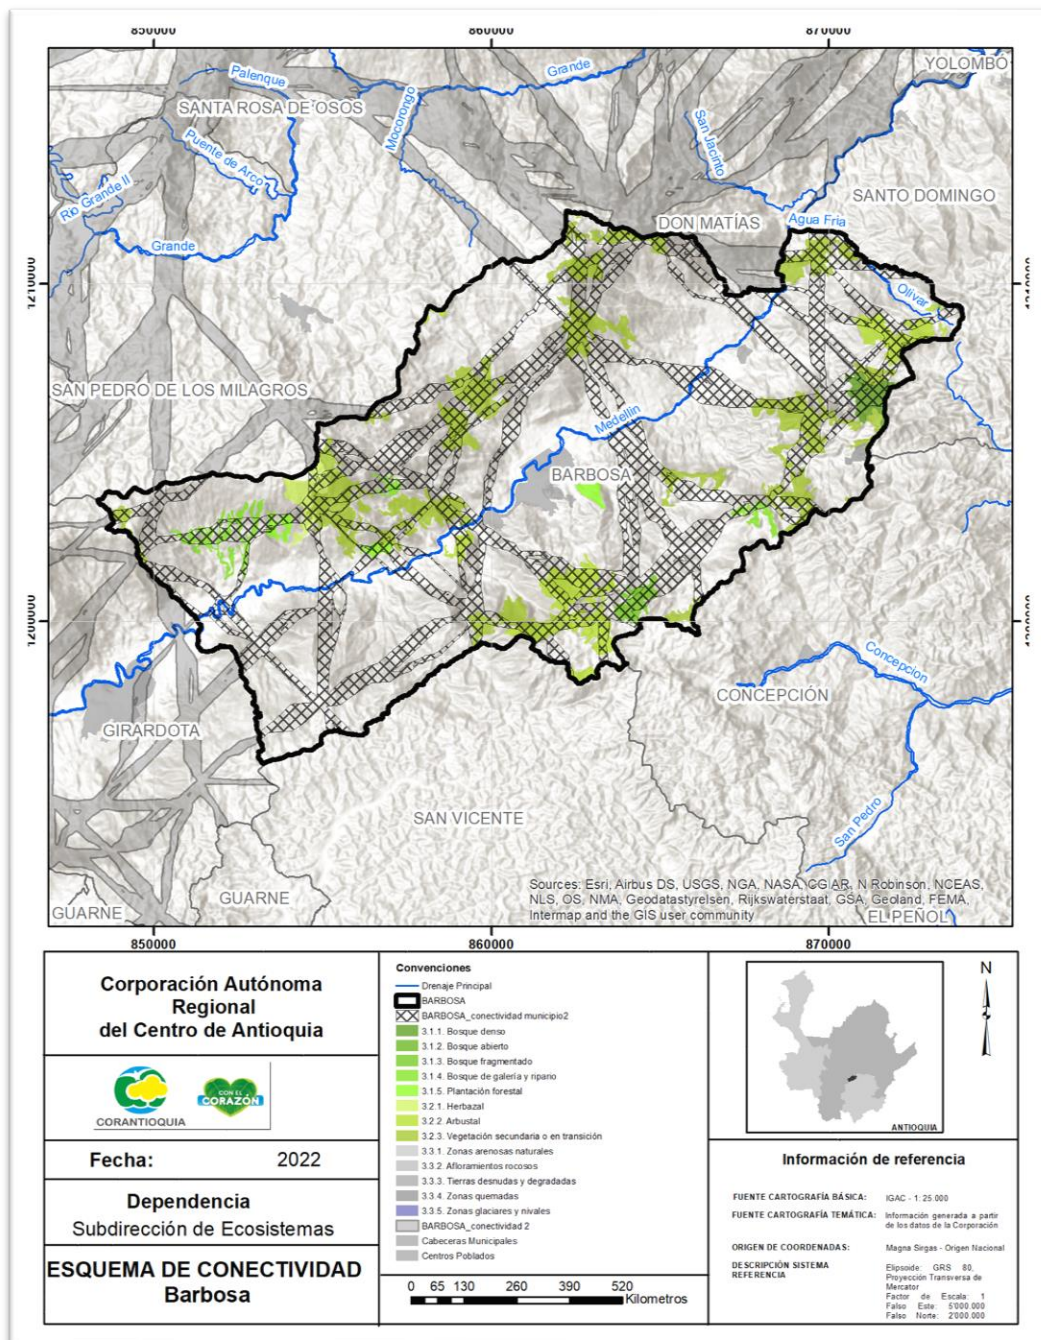 850000
860000
870000
YOLOMBÓ
Palenque
Grande
SANTA ROSA DE OSOS
Mocorongo
San Jacinto
Puente de Arco
Rio Grande II
SANTO DOMINGO
DON MATÍAS
Agua Fria
Grande
1210000
1210000
Olivar
SAN PEDRO DE LOS MILAGROS
Medellin
BARBOSA
1200000
1200000
Concepcion
CONCEPCIÓN
GIRARDOTA
SAN VICENTE
San Pedro
GUARNE
GUARNE
Sources: Esri, Airbus DS, USGS, NGA, NASA, CGIAR, N Robinson, NCEAS,
NLS, OS, NMA, Geodatastyrelsen, Rijkswaterstaat, GSA, Geoland, FEMA,
Intermap and the GIS user community
EL PEÑOL
850000
860000
870000
Corporación Autónoma
Regional
del Centro de Antioquia
CORANTIOQUIA
CON EL
CORAZÓN
Fecha: 2022
Dependencia
Subdirección de Ecosistemas
ESQUEMA DE CONECTIVIDAD
Barbosa
Convenciones
Drenaje Principal
BARBOSA
BARBOSA_conectividad municipio2
3.1.1. Bosque denso
3.1.2. Bosque abierto
3.1.3. Bosque fragmentado
3.1.4. Bosque de galería y ripario
3.1.5. Plantación forestal
3.2.1. Herbazal
3.2.2. Arbustal
3.2.3. Vegetación secundaria o en transición
3.3.1. Zonas arenosas naturales
3.3.2. Afloramientos rocosos
3.3.3. Tierras desnudas y degradadas
3.3.4. Zonas quemadas
3.3.5. Zonas glaciares y nivales
BARBOSA_conectividad 2
Cabeceras Municipales
Centros Poblados
0 65 130 260 390 520
Kilometros
N
ANTIOQUIA
Información de referencia
FUENTE CARTOGRAFÍA BÁSICA: IGAC - 1: 25.000
FUENTE CARTOGRAFÍA TEMÁTICA: Información generada a partir
de los datos de la Corporación
ORIGEN DE COORDENADAS: Magna Sirgas - Origen Nacional
DESCRIPCIÓN SISTEMA
REFERENCIA
Elipsoide: GRS 80,
Proyección Transversa de
Mercator
Factor de Escala: 1
Falso Este: 5'000.000
Falso Norte: 2'000.000